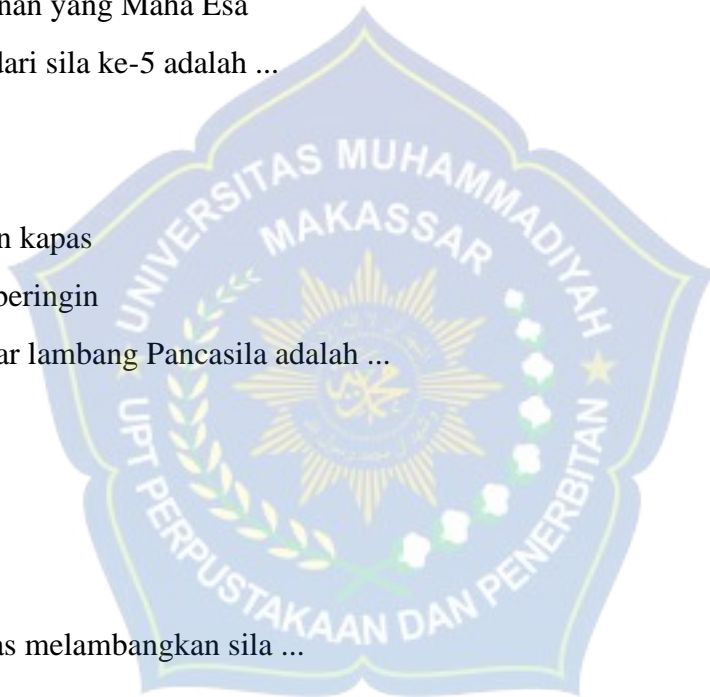 nan yang Maha Esa
dari sila ke-5 adalah ...
n kapas
beringin
ar lambang Pancasila adalah ...
as melambangkan sila ...
UNIVERSITAS MUHAMMADIYAH
MAKASSAR
UPT PERPUSTAKAAN DAN PENERBITAN